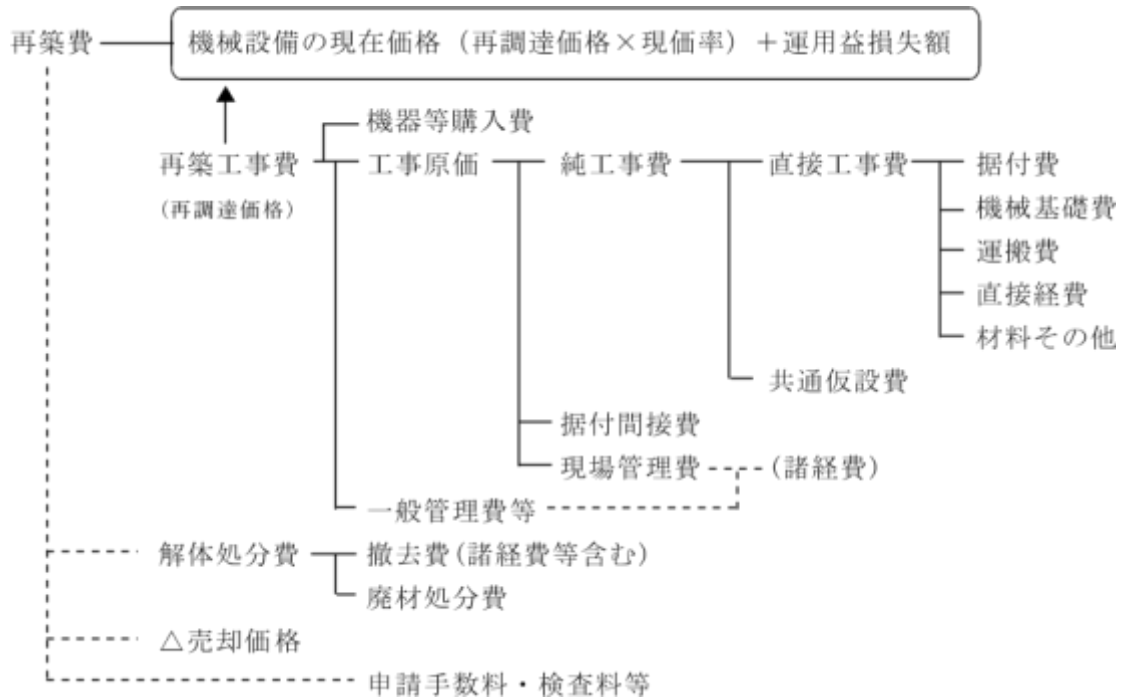 再築費 機械設備の現在価格（再調達価格×現価率）＋運用益損失額
機器等購入費
再築工事費 工事原価 純工事費 直接工事費 据付費
(再調達価格) 機械基礎費
運搬費
直接経費
材料その他
共通仮設費
据付間接費
現場管理費 (諸経費)
一般管理費等
解体処分費 撤去費(諸経費等含む)
廃材処分費
△売却価格
申請手数料・検査料等